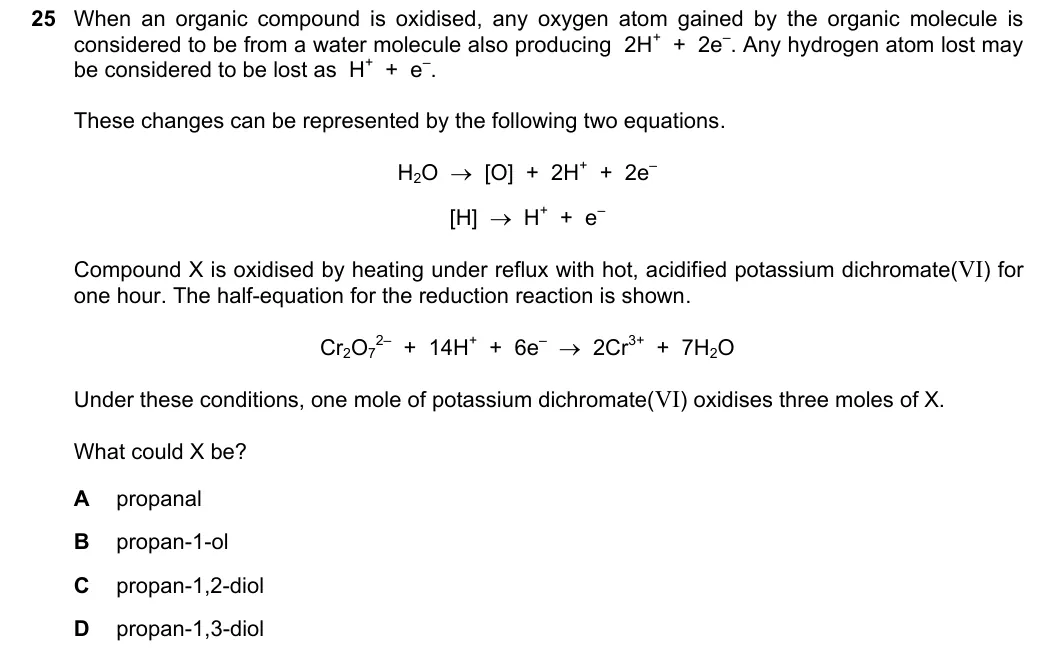 25 When an organic compound is oxidised, any oxygen atom gained by the organic molecule is
considered to be from a water molecule also producing 2H⁺ + 2e⁻. Any hydrogen atom lost may
be considered to be lost as H⁺ + e⁻.
These changes can be represented by the following two equations.
H₂O → [O] + 2H⁺ + 2e⁻
[H] → H⁺ + e⁻
Compound X is oxidised by heating under reflux with hot, acidified potassium dichromate(VI) for
one hour. The half-equation for the reduction reaction is shown.
Cr₂O₇²⁻ + 14H⁺ + 6e⁻ → 2Cr³⁺ + 7H₂O
Under these conditions, one mole of potassium dichromate(VI) oxidises three moles of X.
What could X be?
A propanal
B propan-1-ol
C propan-1,2-diol
D propan-1,3-diol